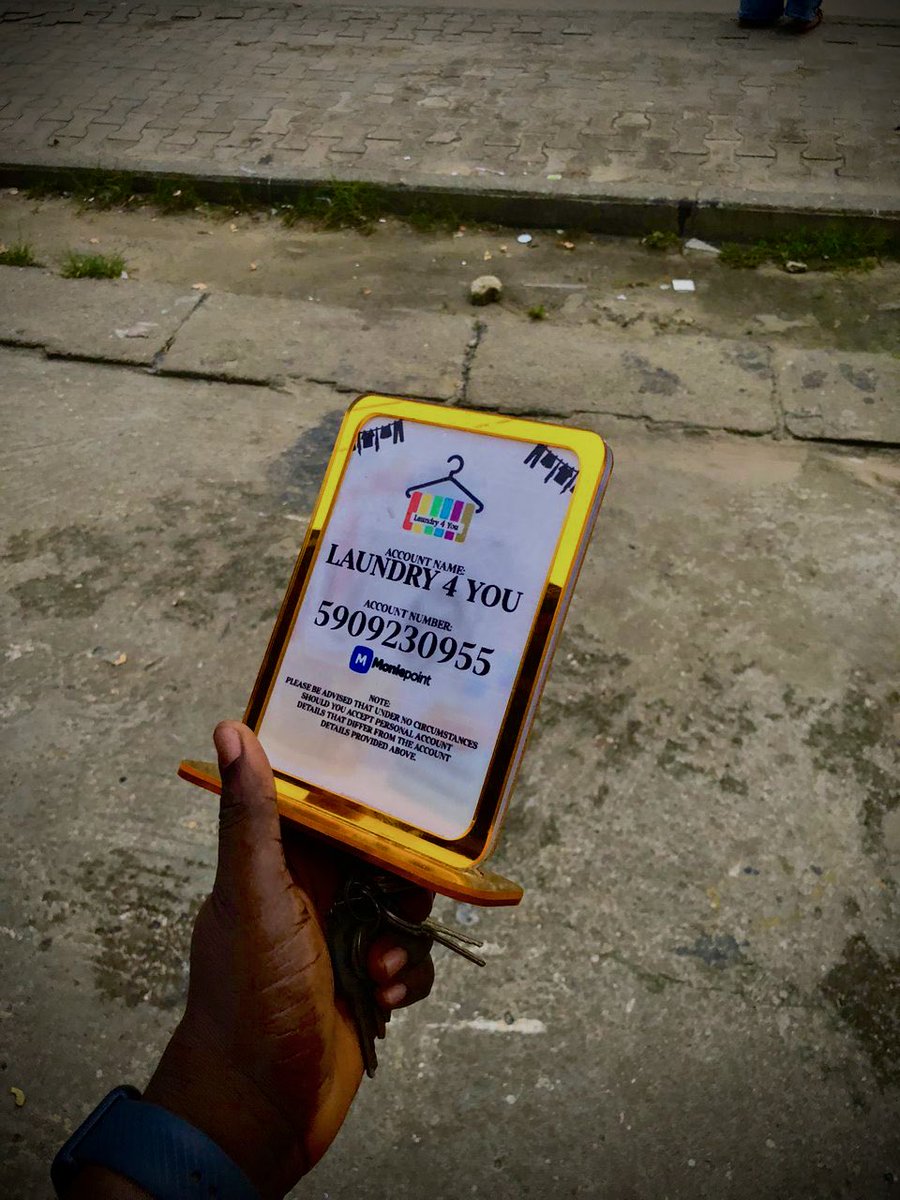 Laundry 4 You
ACCOUNT NAME:
LAUNDRY 4 YOU
ACCOUNT NUMBER:
5909230955
M Moniepoint
NOTE:
PLEASE BE ADVISED THAT UNDER NO CIRCUMSTANCES
SHOULD YOU ACCEPT PERSONAL ACCOUNT
DETAILS THAT DIFFER FROM THE ACCOUNT
DETAILS PROVIDED ABOVE.